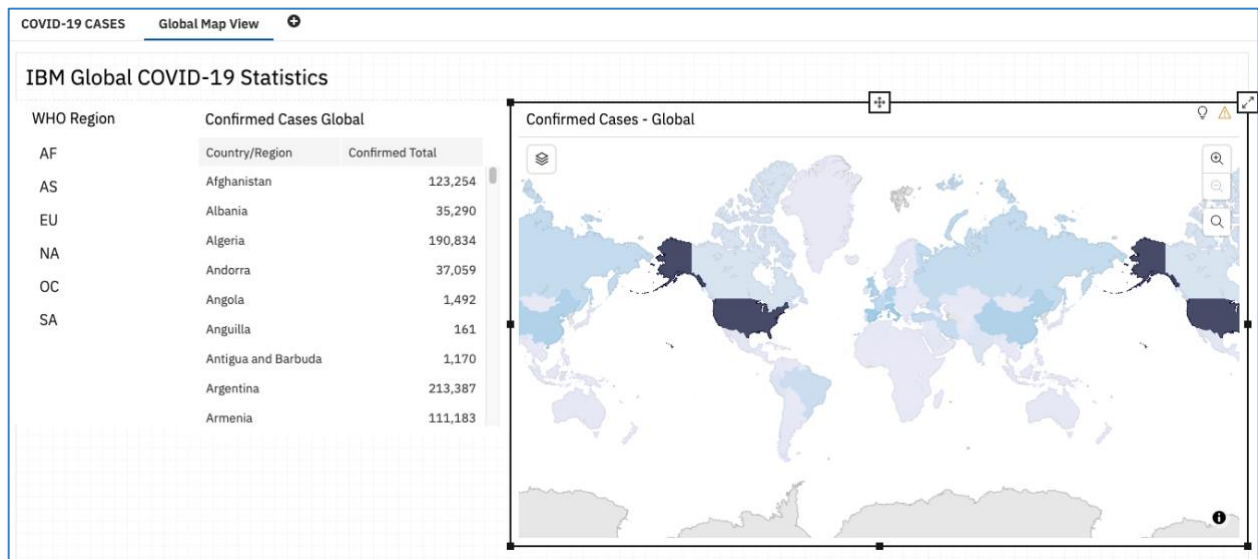 COVID-19 CASES Global Map View
IBM Global COVID-19 Statistics
WHO Region
AF
AS
EU
NA
OC
SA
Confirmed Cases Global
Country/Region Confirmed Total
Afghanistan 123,254
Albania 35,290
Algeria 190,834
Andorra 37,059
Angola 1,492
Anguilla 161
Antigua and Barbuda 1,170
Argentina 213,387
Armenia 111,183
Confirmed Cases - Global